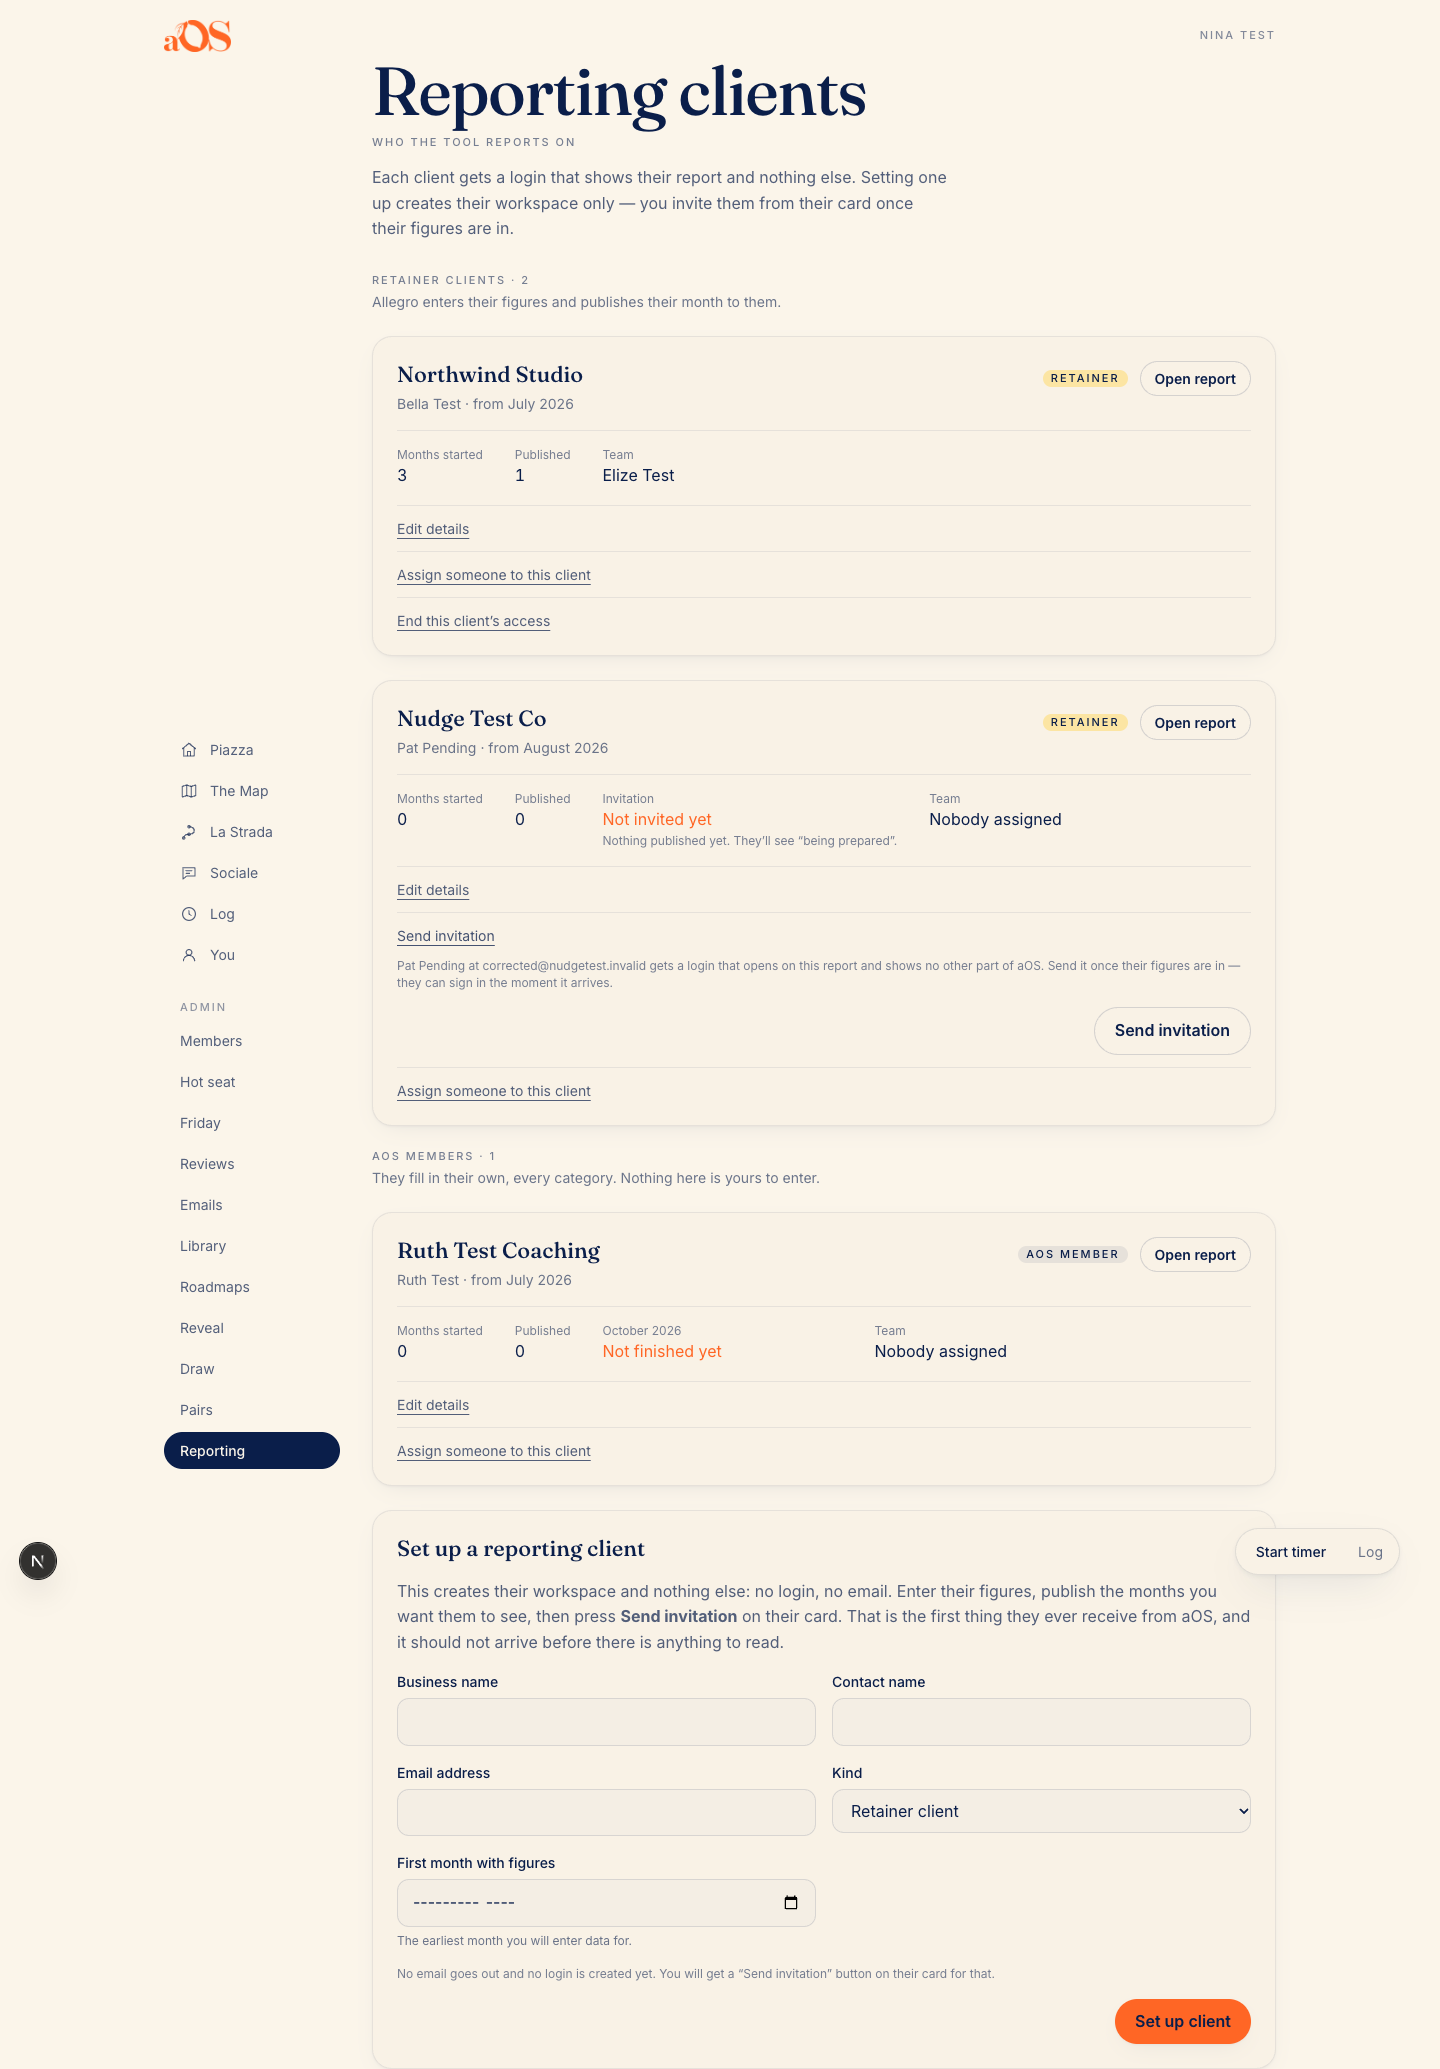 aOS
NINA TEST
Reporting clients
WHO THE TOOL REPORTS ON
Each client gets a login that shows their report and nothing else. Setting one
up creates their workspace only — you invite them from their card once
their figures are in.
RETAINER CLIENTS · 2
Allegro enters their figures and publishes their month to them.
Northwind Studio
RETAINER
Open report
Bella Test · from July 2026
Months started
Published
Team
3
1
Elize Test
Edit details
Assign someone to this client
End this client’s access
Nudge Test Co
RETAINER
Open report
Pat Pending · from August 2026
Months started
Published
Invitation
Team
0
0
Not invited yet
Nobody assigned
Nothing published yet. They’ll see “being prepared”.
Edit details
Send invitation
Pat Pending at corrected@nudgetest.invalid gets a login that opens on this report and shows no other part of aOS. Send it once their figures are in —
they can sign in the moment it arrives.
Send invitation
Assign someone to this client
AOS MEMBERS · 1
They fill in their own, every category. Nothing here is yours to enter.
Ruth Test Coaching
AOS MEMBER
Open report
Ruth Test · from July 2026
Months started
Published
October 2026
Team
0
0
Not finished yet
Nobody assigned
Edit details
Assign someone to this client
Set up a reporting client
This creates their workspace and nothing else: no login, no email. Enter their figures, publish the months you
want them to see, then press Send invitation on their card. That is the first thing they ever receive from aOS, and
it should not arrive before there is anything to read.
Business name
Contact name
Email address
Kind
Retainer client
First month with figures
--------- ----
The earliest month you will enter data for.
No email goes out and no login is created yet. You will get a “Send invitation” button on their card for that.
Set up client
Piazza
The Map
La Strada
Sociale
Log
You
ADMIN
Members
Hot seat
Friday
Reviews
Emails
Library
Roadmaps
Reveal
Draw
Pairs
Reporting
N
Start timer
Log